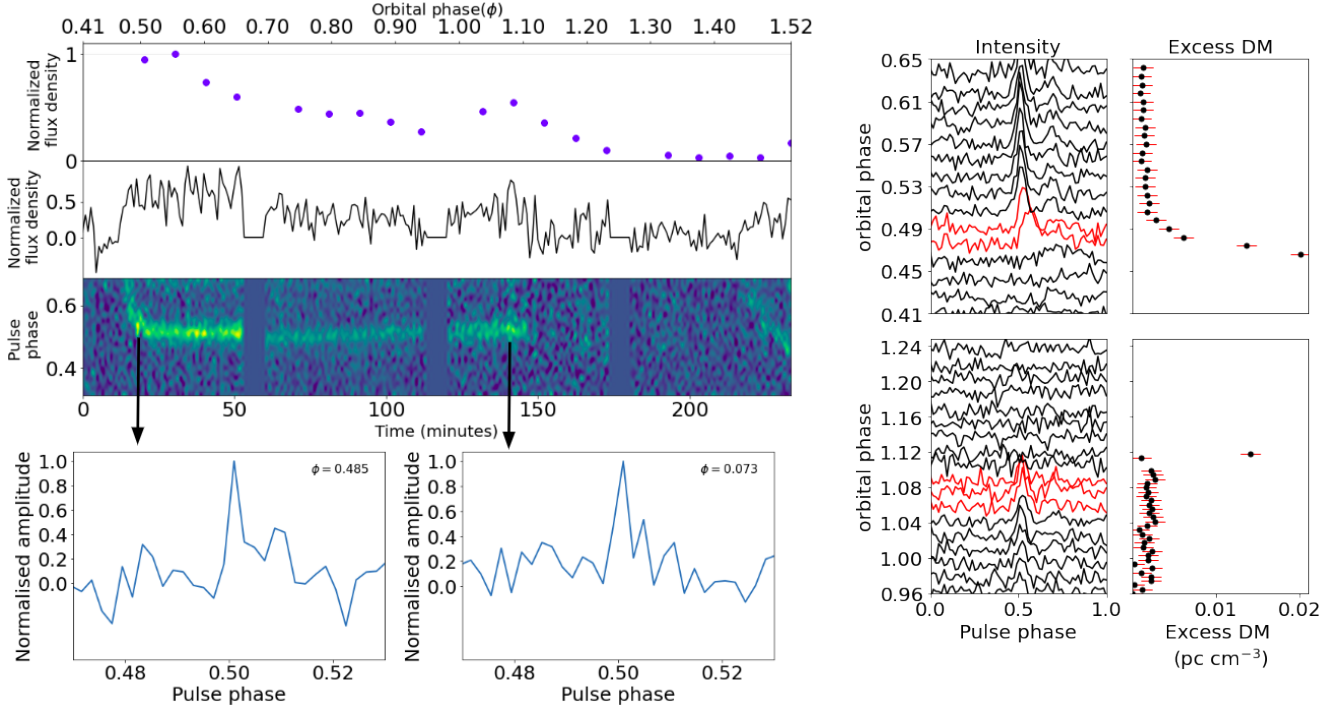 Orbital phase(ϕ)
0.41 0.50 0.60 0.70 0.80 0.90 1.00 1.10 1.20 1.30 1.40 1.52
Normalized
flux density
1
0
Normalized
flux density
0.5
0.0
Pulse
phase
0.6
0.4
0 50 100 150 200
Time (minutes)
Normalised amplitude
1.0
0.8
0.6
0.4
0.2
0.0
ϕ = 0.485
0.48 0.50 0.52
Pulse phase
Normalised amplitude
1.0
0.8
0.6
0.4
0.2
0.0
ϕ = 0.073
0.48 0.50 0.52
Pulse phase
Intensity
Excess DM
orbital phase
0.65
0.61
0.57
0.53
0.49
0.45
0.41
orbital phase
1.24
1.20
1.16
1.12
1.08
1.04
1.00
0.96
0.0 0.5 1.0
Pulse phase
0.01 0.02
Excess DM
(pc cm⁻³)